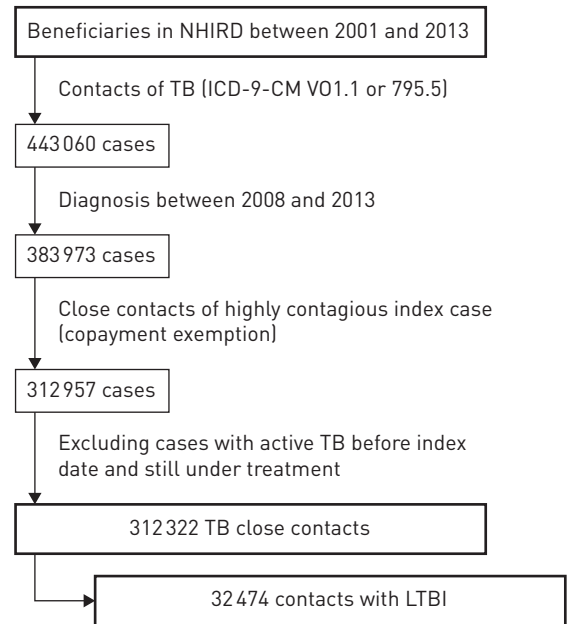 Beneficiaries in NHIRD between 2001 and 2013
Contacts of TB (ICD-9-CM VO1.1 or 795.5)
443060 cases
Diagnosis between 2008 and 2013
383973 cases
Close contacts of highly contagious index case
(copayment exemption)
312957 cases
Excluding cases with active TB before index
date and still under treatment
312322 TB close contacts
32474 contacts with LTBI